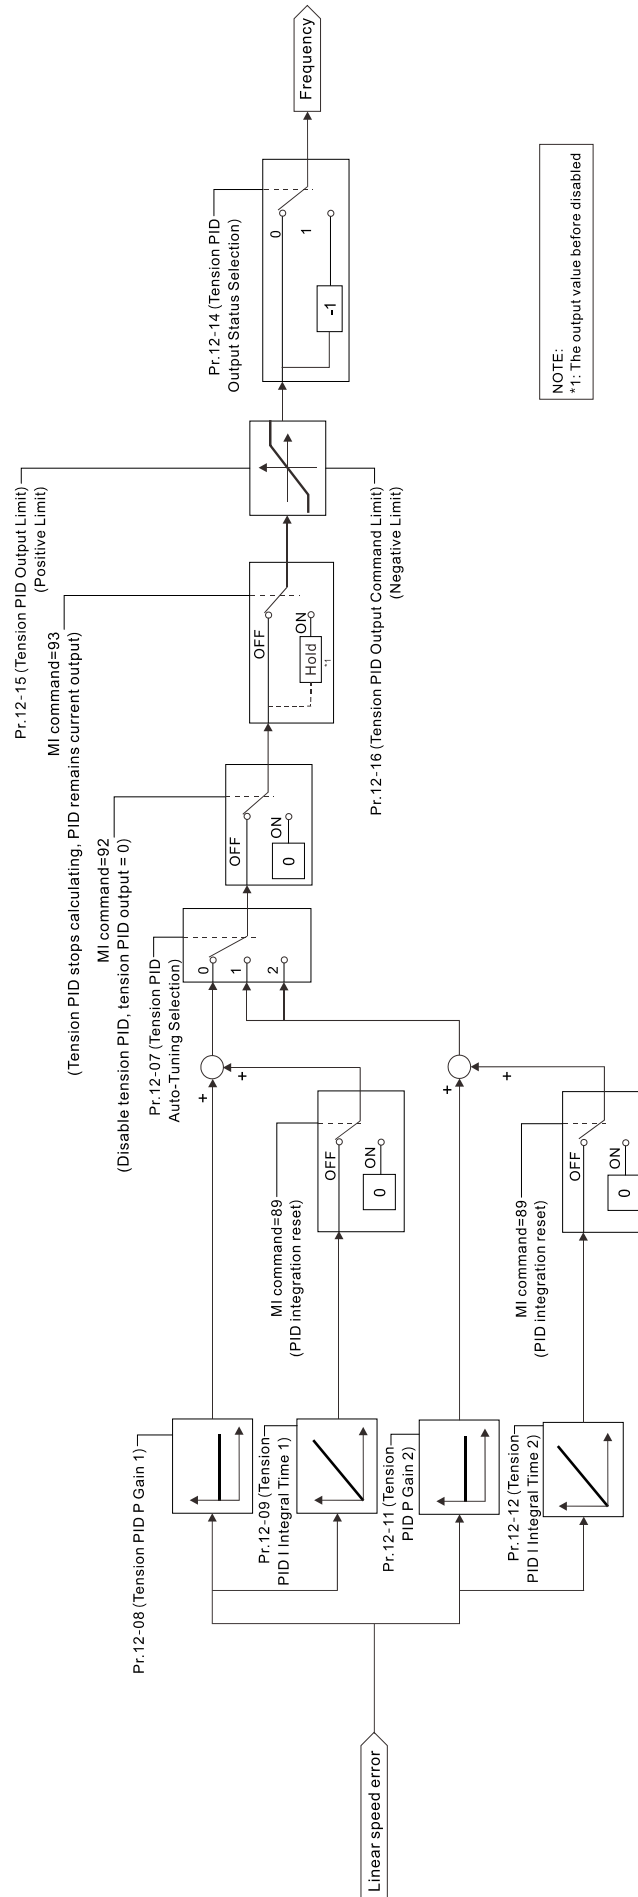 Linear speed error
Pr.12-08 (Tension PID P Gain 1)
Pr.12-09 (Tension
PID I Integral Time 1)
Pr.12-11 (Tension
PID P Gain 2)
Pr.12-12 (Tension
PID I Integral Time 2)
MI command=89
(PID integration reset)
OFF
ON
0
MI command=89
(PID integration reset)
OFF
ON
0
+
+
+
+
Pr.12-07 (Tension PID
Auto-Tuning Selection)
0
1
2
MI command=92
(Disable tension PID, tension PID output = 0)
OFF
ON
0
MI command=93
(Tension PID stops calculating, PID remains current output)
OFF
ON
Hold
*1
Pr.12-15 (Tension PID Output Limit)
(Positive Limit)
Pr.12-16 (Tension PID Output Command Limit)
(Negative Limit)
Pr.12-14 (Tension PID
Output Status Selection)
0
1
-1
Frequency
NOTE:
*1: The output value before disabled